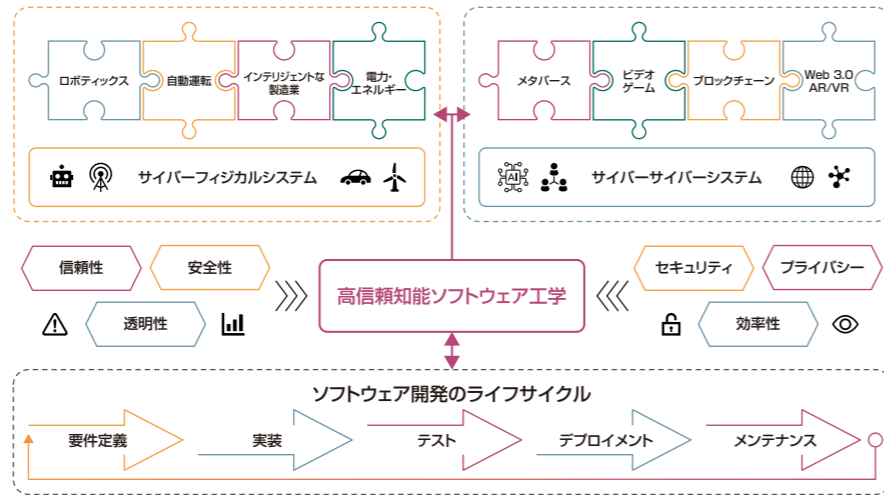 ロボティックス
自動運転
インテリジェントな
製造業
電力・
エネルギー
サイバーフィジカルシステム
メタバース
ビデオ
ゲーム
ブロックチェーン
Web 3.0
AR/VR
AI
サイバーサイバーシステム
信頼性
安全性
透明性
高信頼知能ソフトウェア工学
セキュリティ
プライバシー
効率性
ソフトウェア開発のライフサイクル
要件定義
実装
テスト
デプロイメント
メンテナンス